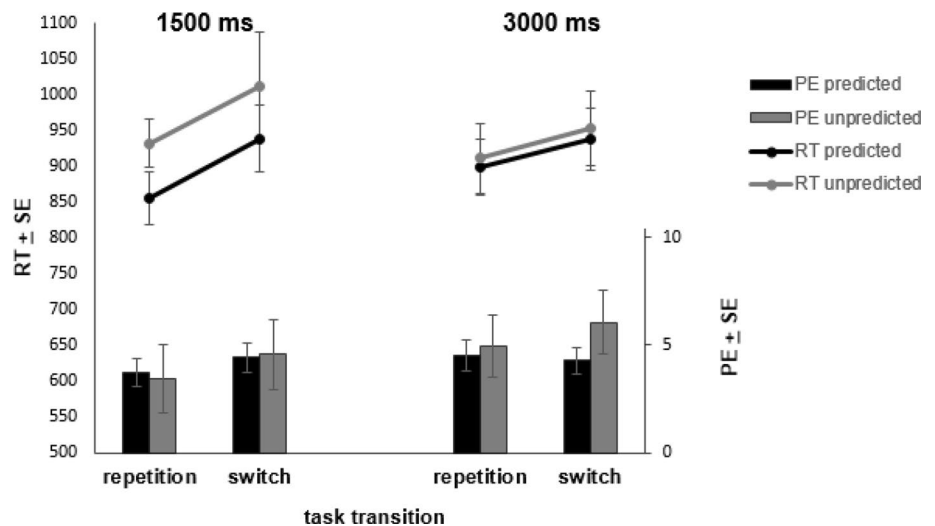 1500 ms
3000 ms
1100
1050
1000
950
900
850
800
750
700
650
600
550
500
RT ± SE
10
5
0
PE ± SE
PE predicted
PE unpredicted
RT predicted
RT unpredicted
repetition switch
repetition switch
task transition